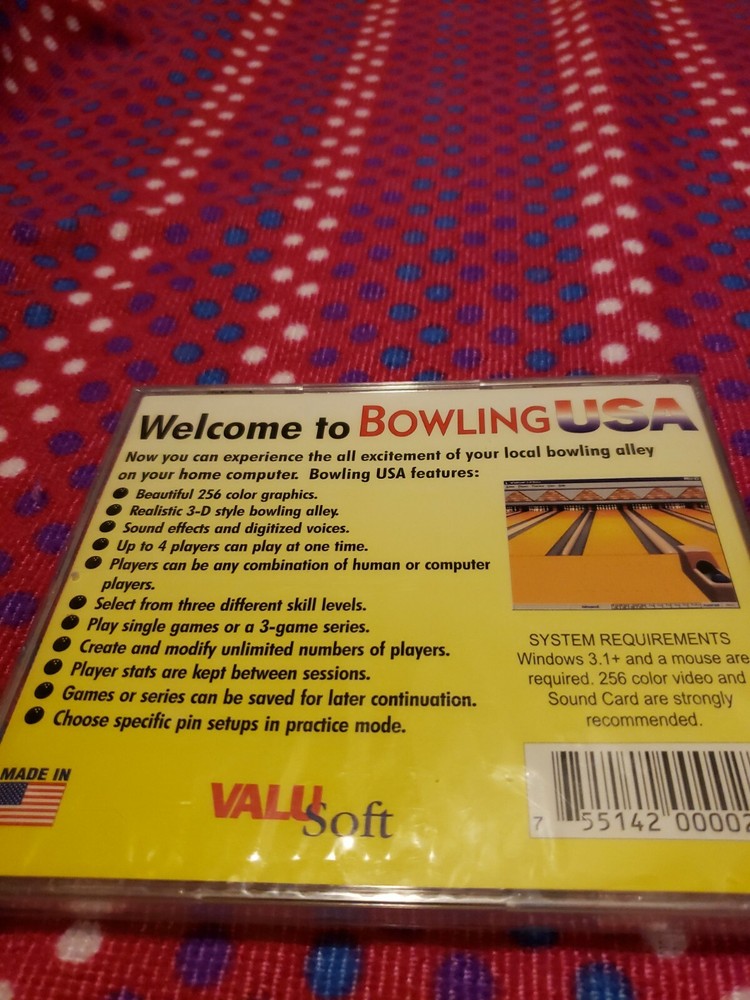 Welcome to BOWLING USA
Now you can experience the all excitement of your local bowling alley
on your home computer. Bowling USA features:
Beautiful 256 color graphics.
Realistic 3-D style bowling alley.
Sound effects and digitized voices.
Up to 4 players can play at one time.
Players can be any combination of human or computer
players.
Select from three different skill levels.
Play single games or a 3-game series.
Create and modify unlimited numbers of players.
Player stats are kept between sessions.
Games or series can be saved for later continuation.
Choose specific pin setups in practice mode.
SYSTEM REQUIREMENTS
Windows 3.1+ and a mouse are
required. 256 color video and
Sound Card are strongly
recommended.
MADE IN
VALUSoft
7 55142 00002